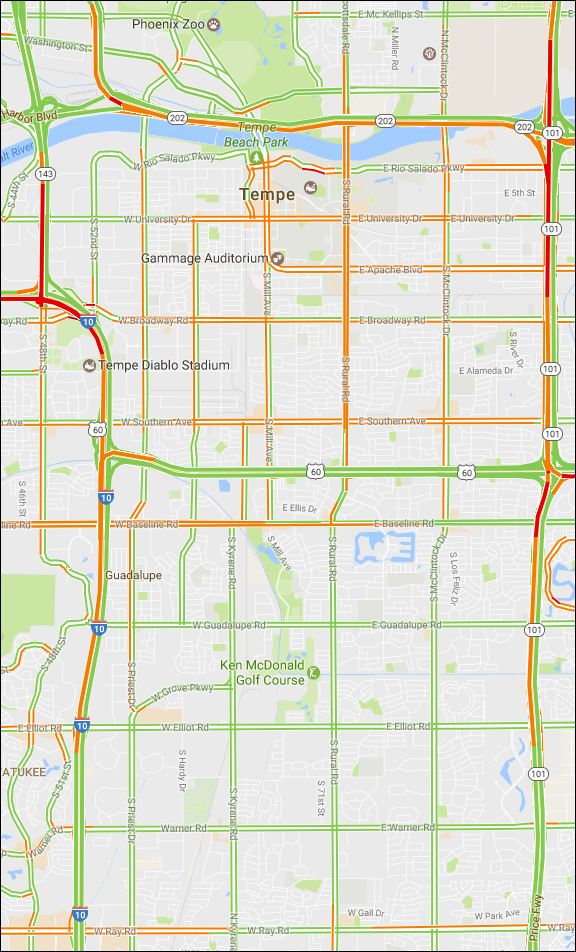 E Mc Kellips St
Phoenix Zoo
Washington St
Scottsdale Rd
N Miller Rd
N McClintock Dr
Harbor Blvd
202
202
202
101
Tempe
Beach Park
Salt River
W Rio Salado Pkwy
E Rio Salado Pkwy
143
S 44th St
Tempe
E 5th St
S Rural Rd
W University Dr
E University Dr
E University Dr
S 52nd St
101
Gammage Auditorium
E Apache Blvd
S Mill Ave
S McClintock Dr
10
W Broadway Rd
E Broadway Rd
S 48th St
S River Dr
Tempe Diablo Stadium
S Rural Rd
E Alameda Dr
101
Ave
W Southern Ave
E Southern Ave
60
S Mill Ave
101
60
60
S 46th St
10
E Ellis Dr
line Rd
W Baseline Rd
E Baseline Rd
S Kyrene Rd
S Mill Ave
S Rural Rd
S McClintock Dr
S Los Feliz Dr
Guadalupe
10
W Guadalupe Rd
E Guadalupe Rd
101
S 48th St
S Priest Dr
Ken McDonald
Golf Course
W Grove Pkwy
E Elliot Rd
10
W Elliot Rd
E Elliot Rd
ATUKEE
S 51st St
S Hardy Dr
S Rural Rd
S 71st St
S Kyrene Rd
101
S Priest Dr
Warner Rd
Warner Rd
E Warner Rd
10
W Gail Dr
W Park Ave
N Kyrene
W Ray Rd
W Ray Rd
W Ray Rd
Price Fwy